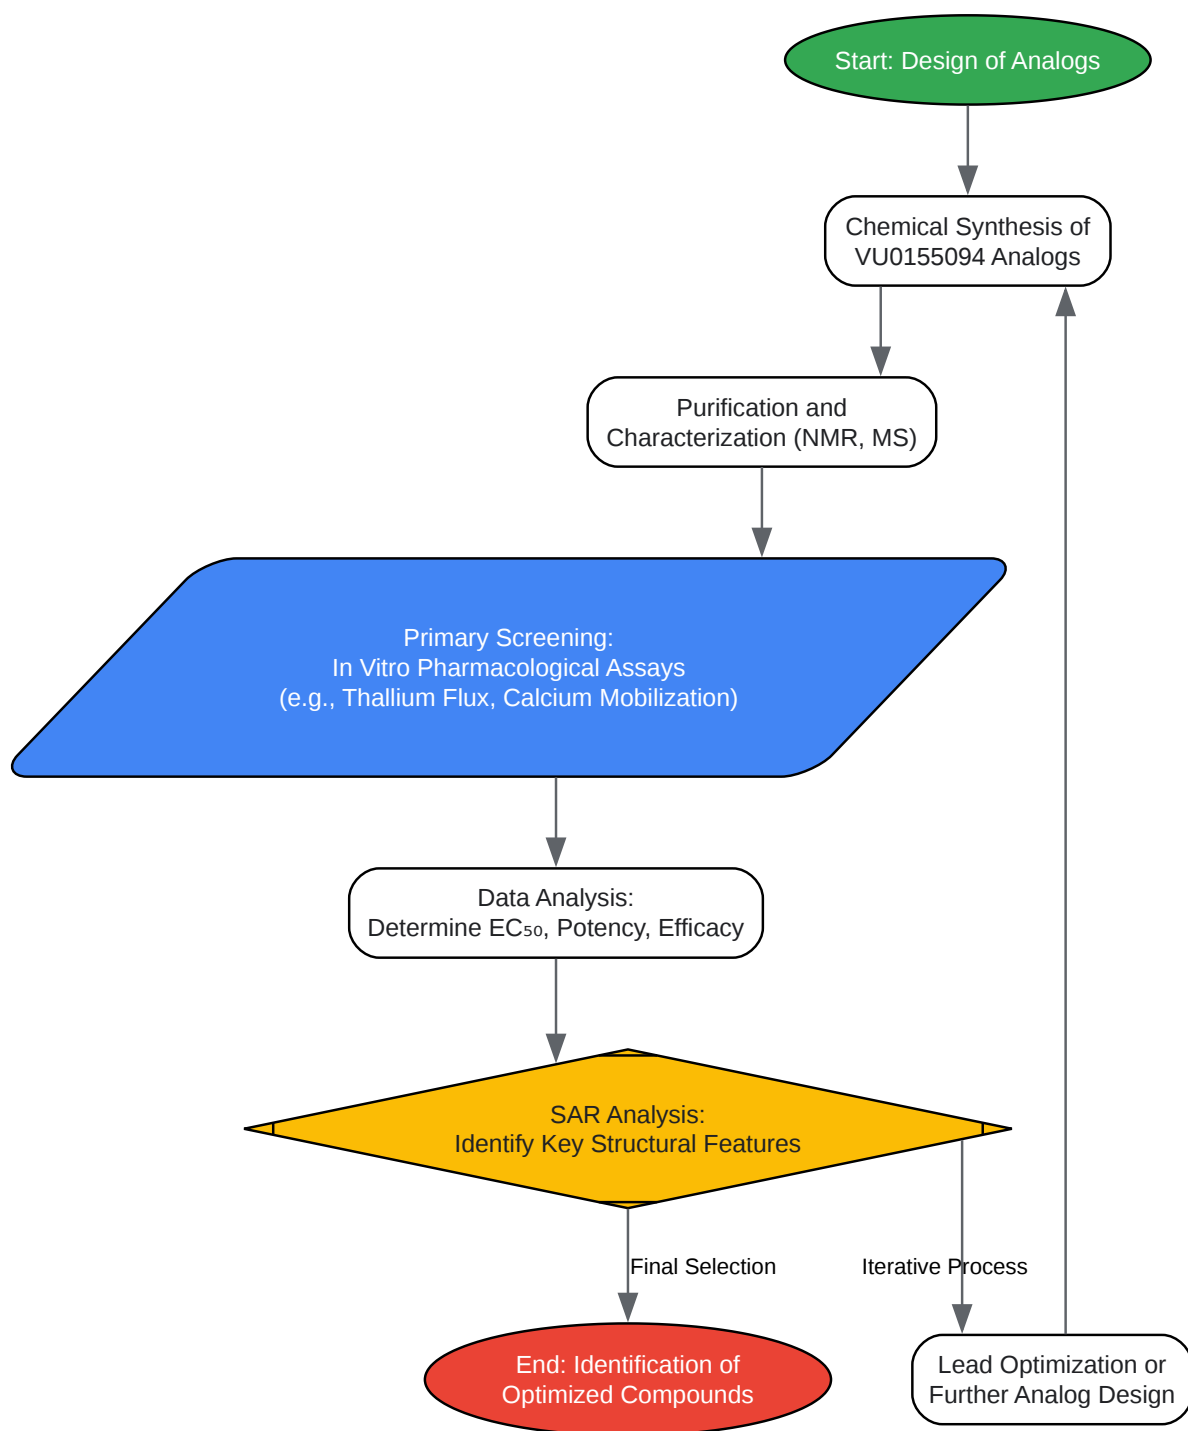 Start: Design of Analogs
Chemical Synthesis of
VU0155094 Analogs
Purification and
Characterization (NMR, MS)
Primary Screening:
In Vitro Pharmacological Assays
(e.g., Thallium Flux, Calcium Mobilization)
Data Analysis:
Determine EC₅₀, Potency, Efficacy
SAR Analysis:
Identify Key Structural Features
Final Selection
Iterative Process
End: Identification of
Optimized Compounds
Lead Optimization or
Further Analog Design